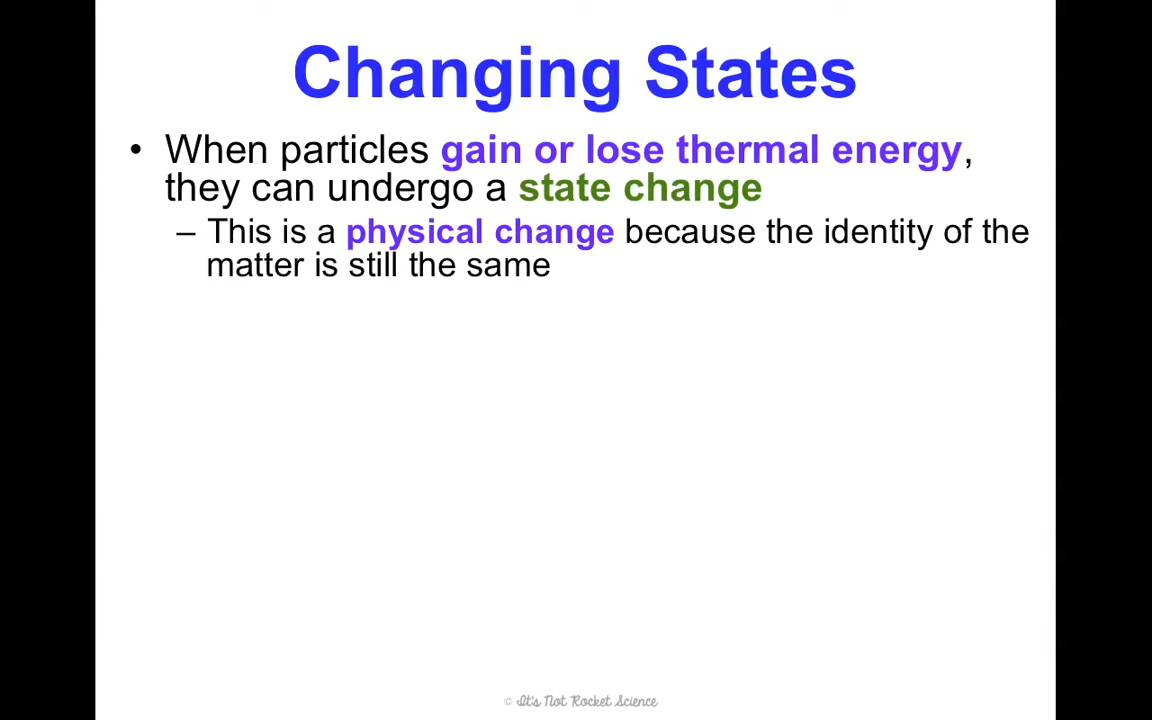 Changing States
• When particles gain or lose thermal energy,
they can undergo a state change
– This is a physical change because the identity of the
matter is still the same
© It's Not Rocket Science